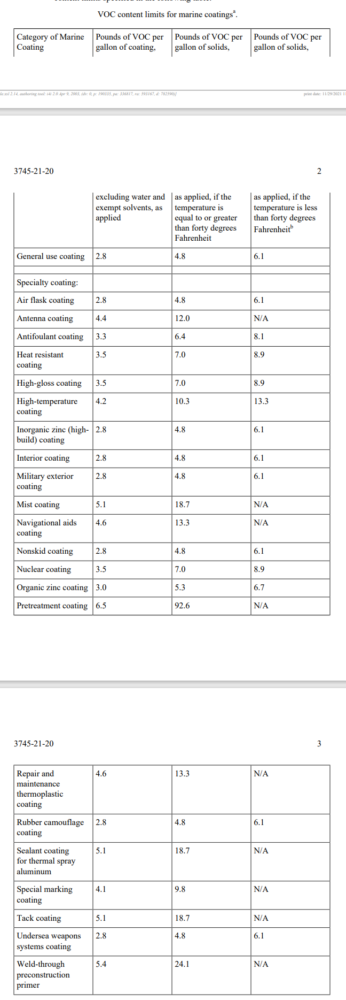 VOC content limits for marine coatingsª.
Category of Marine Coating | Pounds of VOC per gallon of coating, | Pounds of VOC per gallon of solids, | Pounds of VOC per gallon of solids,
le.xsl 2.14, authoring tool: i4i 2.0 Apr 9, 2003, (dv: 0, p: 190335, pa: 336817, ra: 593167, d: 782590)]
print date: 11/29/2021 11
3745-21-20 2
excluding water and exempt solvents, as applied | as applied, if the temperature is equal to or greater than forty degrees Fahrenheit | as applied, if the temperature is less than forty degrees Fahrenheitᵇ
General use coating | 2.8 | 4.8 | 6.1
Specialty coating:
Air flask coating | 2.8 | 4.8 | 6.1
Antenna coating | 4.4 | 12.0 | N/A
Antifoulant coating | 3.3 | 6.4 | 8.1
Heat resistant coating | 3.5 | 7.0 | 8.9
High-gloss coating | 3.5 | 7.0 | 8.9
High-temperature coating | 4.2 | 10.3 | 13.3
Inorganic zinc (high-build) coating | 2.8 | 4.8 | 6.1
Interior coating | 2.8 | 4.8 | 6.1
Military exterior coating | 2.8 | 4.8 | 6.1
Mist coating | 5.1 | 18.7 | N/A
Navigational aids coating | 4.6 | 13.3 | N/A
Nonskid coating | 2.8 | 4.8 | 6.1
Nuclear coating | 3.5 | 7.0 | 8.9
Organic zinc coating | 3.0 | 5.3 | 6.7
Pretreatment coating | 6.5 | 92.6 | N/A
3745-21-20 3
Repair and maintenance thermoplastic coating | 4.6 | 13.3 | N/A
Rubber camouflage coating | 2.8 | 4.8 | 6.1
Sealant coating for thermal spray aluminum | 5.1 | 18.7 | N/A
Special marking coating | 4.1 | 9.8 | N/A
Tack coating | 5.1 | 18.7 | N/A
Undersea weapons systems coating | 2.8 | 4.8 | 6.1
Weld-through preconstruction primer | 5.4 | 24.1 | N/A